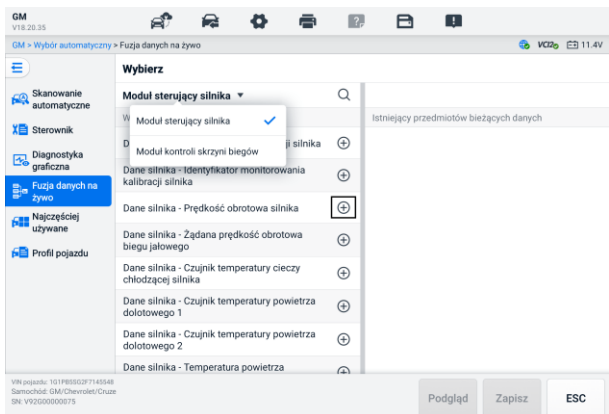 GM
V18.20.35
GM > Wybór automatyczny > Fuzja danych na żywo
VCI 11.4V
Wybierz
Skanowanie
automatyczne
Sterownik
Diagnostyka
graficzna
Fuzja danych na
żywo
Najczęściej
używane
Profil pojazdu
Moduł sterujący silnika ▼
Moduł sterujący silnika
Moduł kontroli skrzyni biegów
W
D ji silnika
Dane silnika - Identyfikator monitorowania
kalibracji silnika
Dane silnika - Prędkość obrotowa silnika
Dane silnika - Żądana prędkość obrotowa
biegu jałowego
Dane silnika - Czujnik temperatury cieczy
chłodzącej silnika
Dane silnika - Czujnik temperatury powietrza
dolotowego 1
Dane silnika - Czujnik temperatury powietrza
dolotowego 2
Dane silnika - Temperatura powietrza
Istniejący przedmiotów bieżących danych
VIN pojazdu: 1G1PB5SG2F7145548
Samochód: GM/Chevrolet/Cruze
SN: V92G00000075
Podgląd
Zapisz
ESC